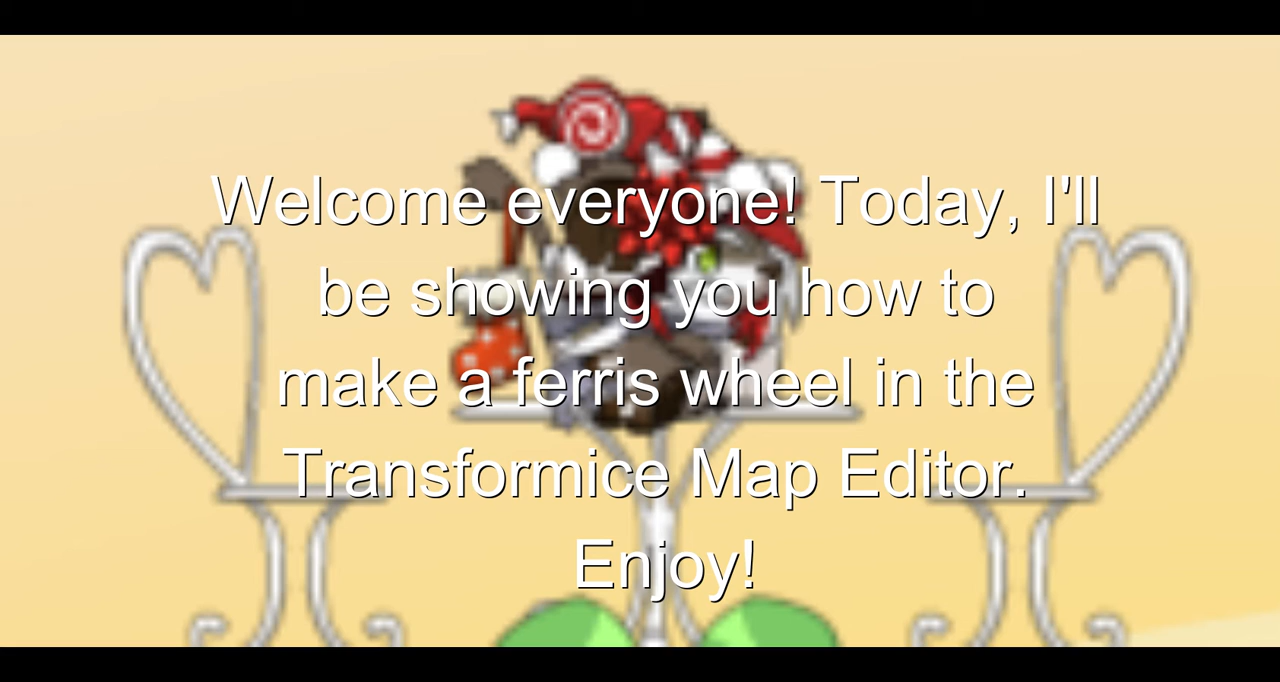 Welcome everyone! Today, I'll
be showing you how to
make a ferris wheel in the
Transformice Map Editor.
Enjoy!